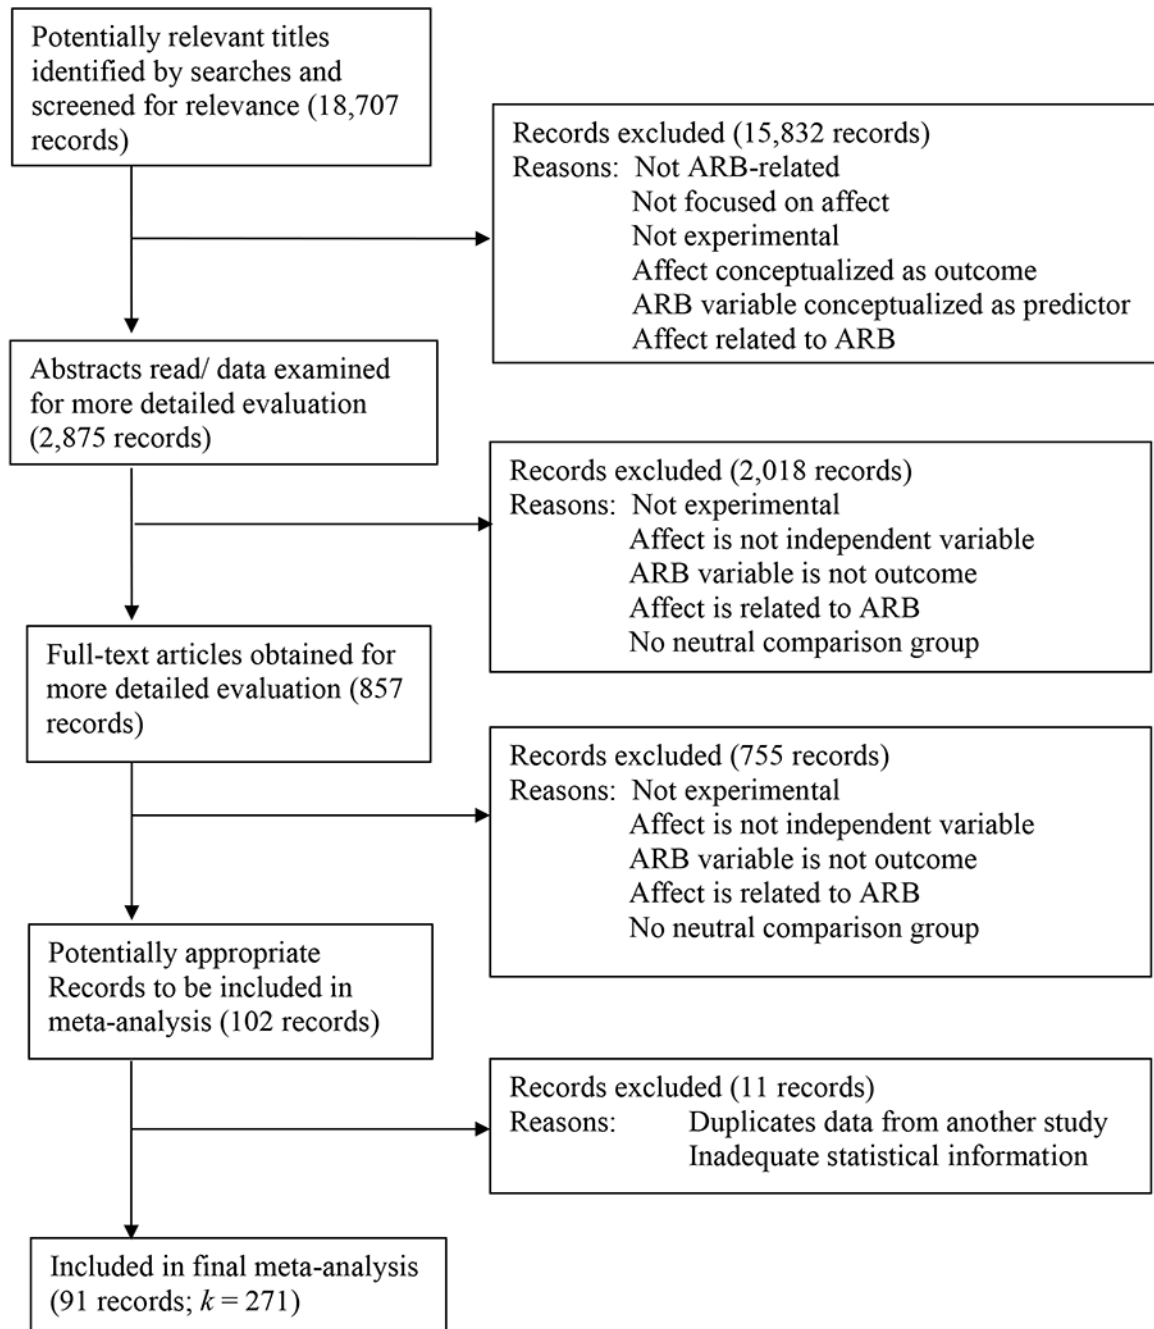 Potentially relevant titles
identified by searches and
screened for relevance (18,707
records)
Records excluded (15,832 records)
Reasons: Not ARB-related
Not focused on affect
Not experimental
Affect conceptualized as outcome
ARB variable conceptualized as predictor
Affect related to ARB
Abstracts read/ data examined
for more detailed evaluation
(2,875 records)
Records excluded (2,018 records)
Reasons: Not experimental
Affect is not independent variable
ARB variable is not outcome
Affect is related to ARB
No neutral comparison group
Full-text articles obtained for
more detailed evaluation (857
records)
Records excluded (755 records)
Reasons: Not experimental
Affect is not independent variable
ARB variable is not outcome
Affect is related to ARB
No neutral comparison group
Potentially appropriate
Records to be included in
meta-analysis (102 records)
Records excluded (11 records)
Reasons: Duplicates data from another study
Inadequate statistical information
Included in final meta-analysis
(91 records; k = 271)